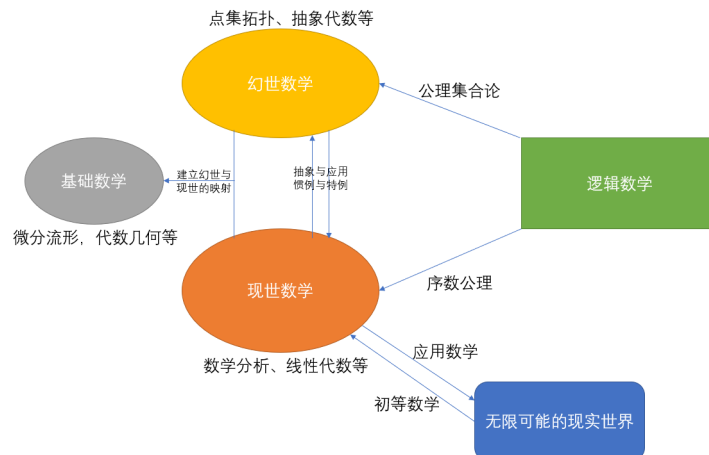 点集拓扑、抽象代数等
幻世数学
公理集合论
基础数学
建立幻世与
现世的映射
抽象与应用
惯例与特例
逻辑数学
微分流形，代数几何等
现世数学
序数公理
数学分析、线性代数等
应用数学
初等数学
无限可能的现实世界